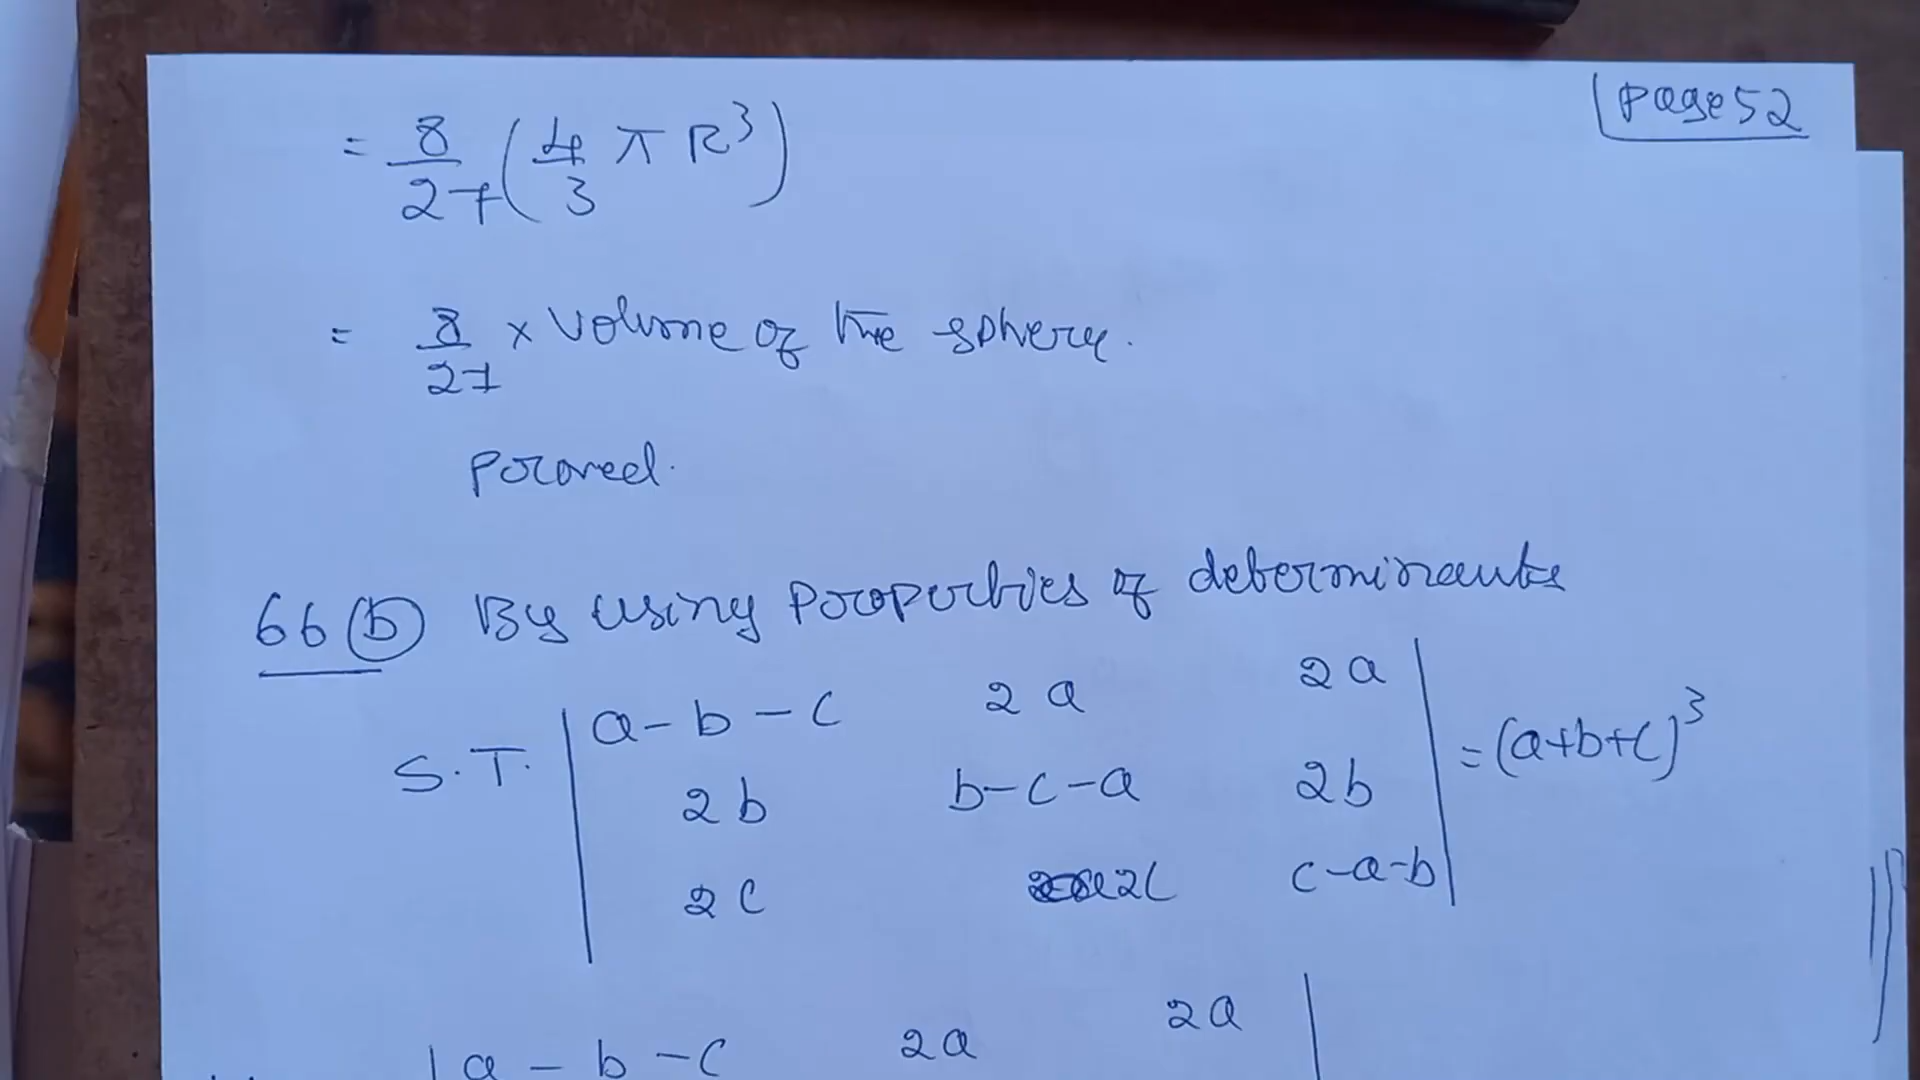 Page 52
= 8/27 (4/3 π R³)
= 8/27 × Volume of the sphere.
Proved.
66 (b) By using Properties of determinants
S.T. | a-b-c 2a 2a |
| 2b b-c-a 2b | = (a+b+c)³
| 2c 2c c-a-b |
| a-b-c 2a 2a |